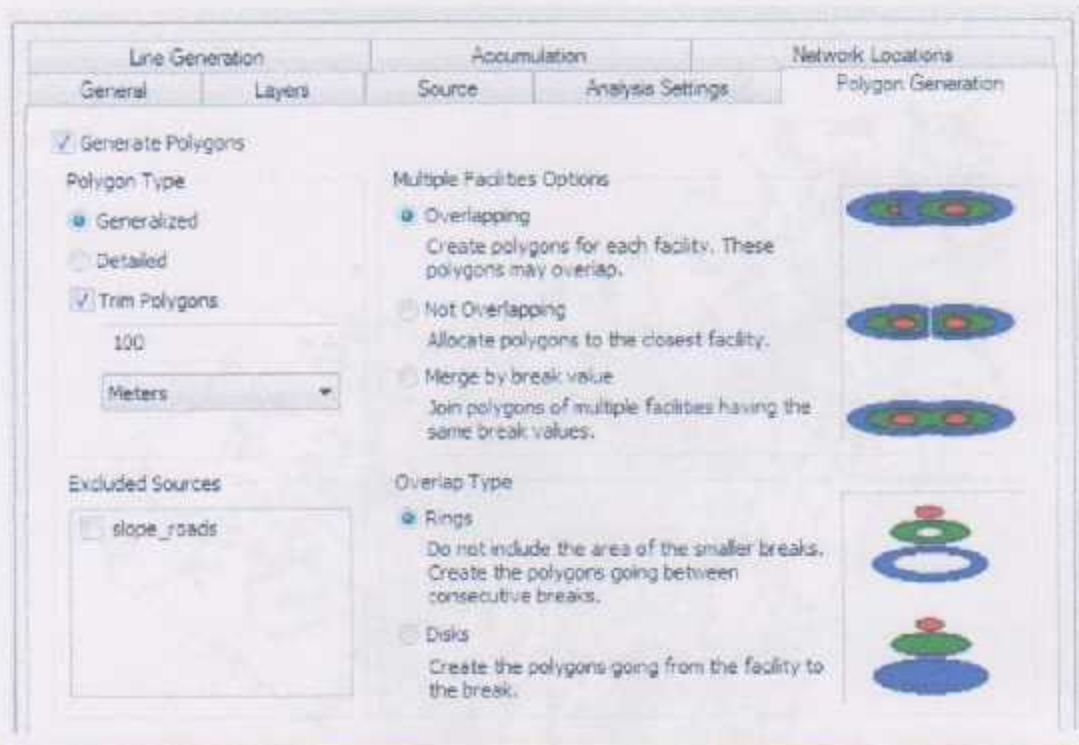 Line Generation
Accumulation
Network Locations
General
Layers
Source
Analysis Settings
Polygon Generation
Generate Polygons
Polygon Type
Generalized
Detailed
Trim Polygons
100
Meters
Excluded Sources
slope_roads
Multiple Facilities Options
Overlapping
Create polygons for each facility. These
polygons may overlap.
Not Overlapping
Allocate polygons to the closest facility.
Merge by break value
Join polygons of multiple facilities having the
same break values.
Overlap Type
Rings
Do not include the area of the smaller breaks.
Create the polygons going between
consecutive breaks.
Disks
Create the polygons going from the facility to
the break.